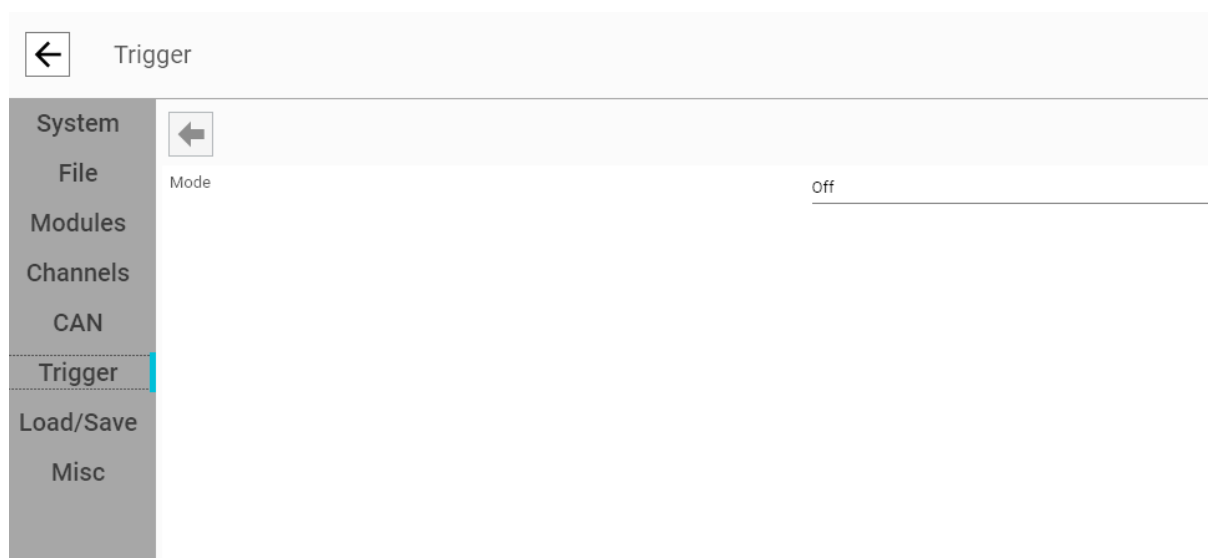 Trigger
System
File
Modules
Channels
CAN
Trigger
Load/Save
Misc
Mode
Off